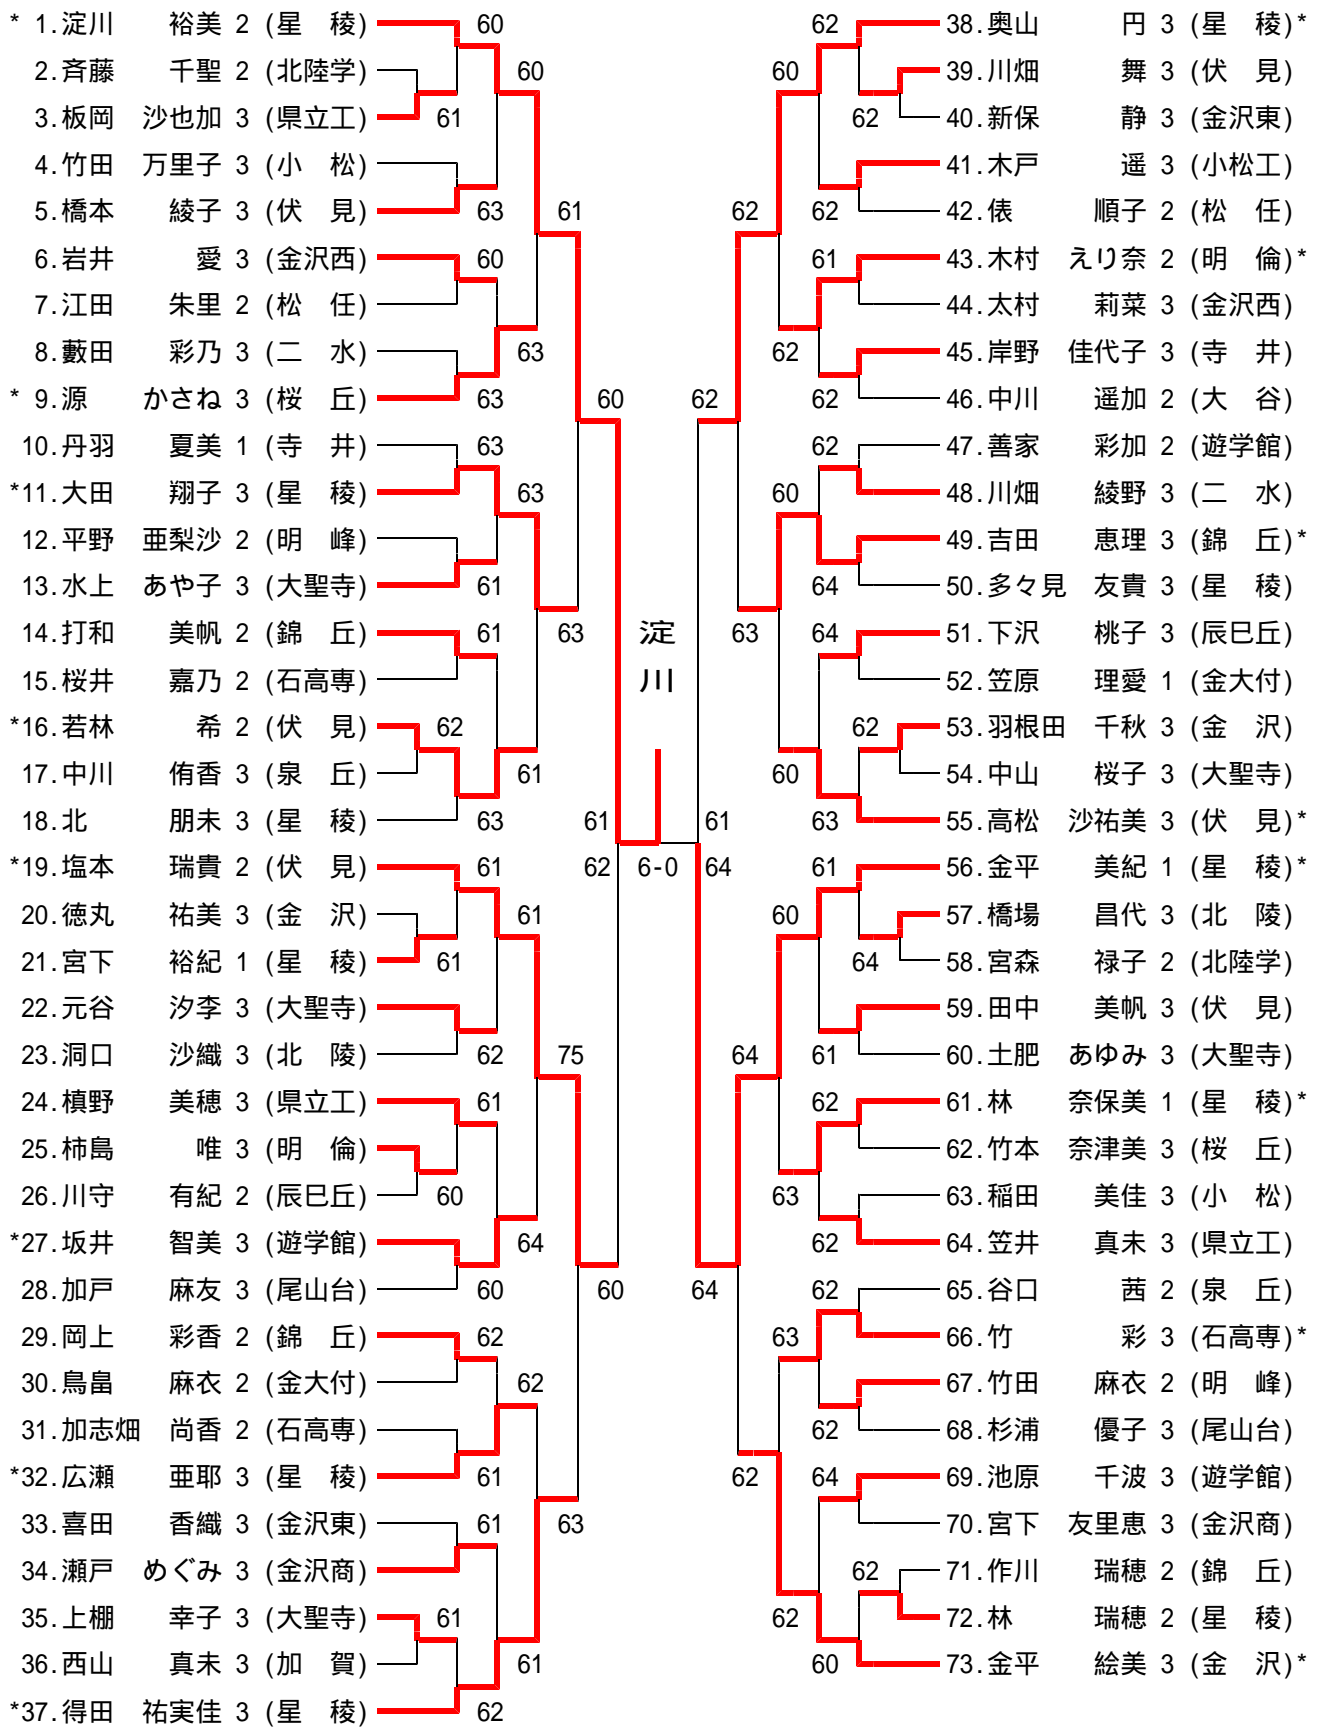 * 1.淀川 裕美 2 (星 稜) 60
2.斉藤 千聖 2 (北陸学) 60
3.板岡 沙也加 3 (県立工) 61
4.竹田 万里子 3 (小 松)
5.橋本 綾子 3 (伏 見) 63 61
6.岩井 愛 3 (金沢西) 60
7.江田 朱里 2 (松 任)
8.藪田 彩乃 3 (二 水) 63
* 9.源 かさね 3 (桜 丘) 63 60
10.丹羽 夏美 1 (寺 井) 63
*11.大田 翔子 3 (星 稜) 63
12.平野 亜梨沙 2 (明 峰)
13.水上 あや子 3 (大聖寺) 61
14.打和 美帆 2 (錦 丘) 61 63
15.桜井 嘉乃 2 (石高専)
*16.若林 希 2 (伏 見) 62
17.中川 侑香 3 (泉 丘) 61
18.北 朋未 3 (星 稜) 63 61
*19.塩本 瑞貴 2 (伏 見) 61 62
20.徳丸 祐美 3 (金 沢) 61
21.宮下 裕紀 1 (星 稜) 61
22.元谷 汐李 3 (大聖寺)
23.洞口 沙織 3 (北 陵) 62 75
24.槙野 美穂 3 (県立工) 61
25.柿島 唯 3 (明 倫)
26.川守 有紀 2 (辰巳丘) 60
*27.坂井 智美 3 (遊学館) 64
28.加戸 麻友 3 (尾山台) 60 60
29.岡上 彩香 2 (錦 丘) 62
30.鳥畠 麻衣 2 (金大付) 62
31.加志畑 尚香 2 (石高専)
*32.広瀬 亜耶 3 (星 稜) 61
33.喜田 香織 3 (金沢東) 61 63
34.瀬戸 めぐみ 3 (金沢商)
35.上棚 幸子 3 (大聖寺) 61
36.西山 真未 3 (加 賀) 61
*37.得田 祐実佳 3 (星 稜) 62
淀
川
6-0
62 38.奥山 円 3 (星 稜)*
60 39.川畑 舞 3 (伏 見)
62 40.新保 静 3 (金沢東)
41.木戸 遥 3 (小松工)
62 62 42.俵 順子 2 (松 任)
61 43.木村 えり奈 2 (明 倫)*
44.太村 莉菜 3 (金沢西)
62 45.岸野 佳代子 3 (寺 井)
62 62 46.中川 遥加 2 (大 谷)
62 47.善家 彩加 2 (遊学館)
60 48.川畑 綾野 3 (二 水)
49.吉田 恵理 3 (錦 丘)*
64 50.多々見 友貴 3 (星 稜)
63 64 51.下沢 桃子 3 (辰巳丘)
52.笠原 理愛 1 (金大付)
62 53.羽根田 千秋 3 (金 沢)
60 54.中山 桜子 3 (大聖寺)
61 63 55.高松 沙祐美 3 (伏 見)*
64 61 56.金平 美紀 1 (星 稜)*
60 57.橋場 昌代 3 (北 陵)
64 58.宮森 禄子 2 (北陸学)
59.田中 美帆 3 (伏 見)
64 61 60.土肥 あゆみ 3 (大聖寺)
62 61.林 奈保美 1 (星 稜)*
62.竹本 奈津美 3 (桜 丘)
63 63.稲田 美佳 3 (小 松)
62 64.笠井 真未 3 (県立工)
64 62 65.谷口 茜 2 (泉 丘)
63 66.竹 彩 3 (石高専)*
67.竹田 麻衣 2 (明 峰)
62 68.杉浦 優子 3 (尾山台)
62 64 69.池原 千波 3 (遊学館)
70.宮下 友里恵 3 (金沢商)
62 71.作川 瑞穂 2 (錦 丘)
62 72.林 瑞穂 2 (星 稜)
60 73.金平 絵美 3 (金 沢)*